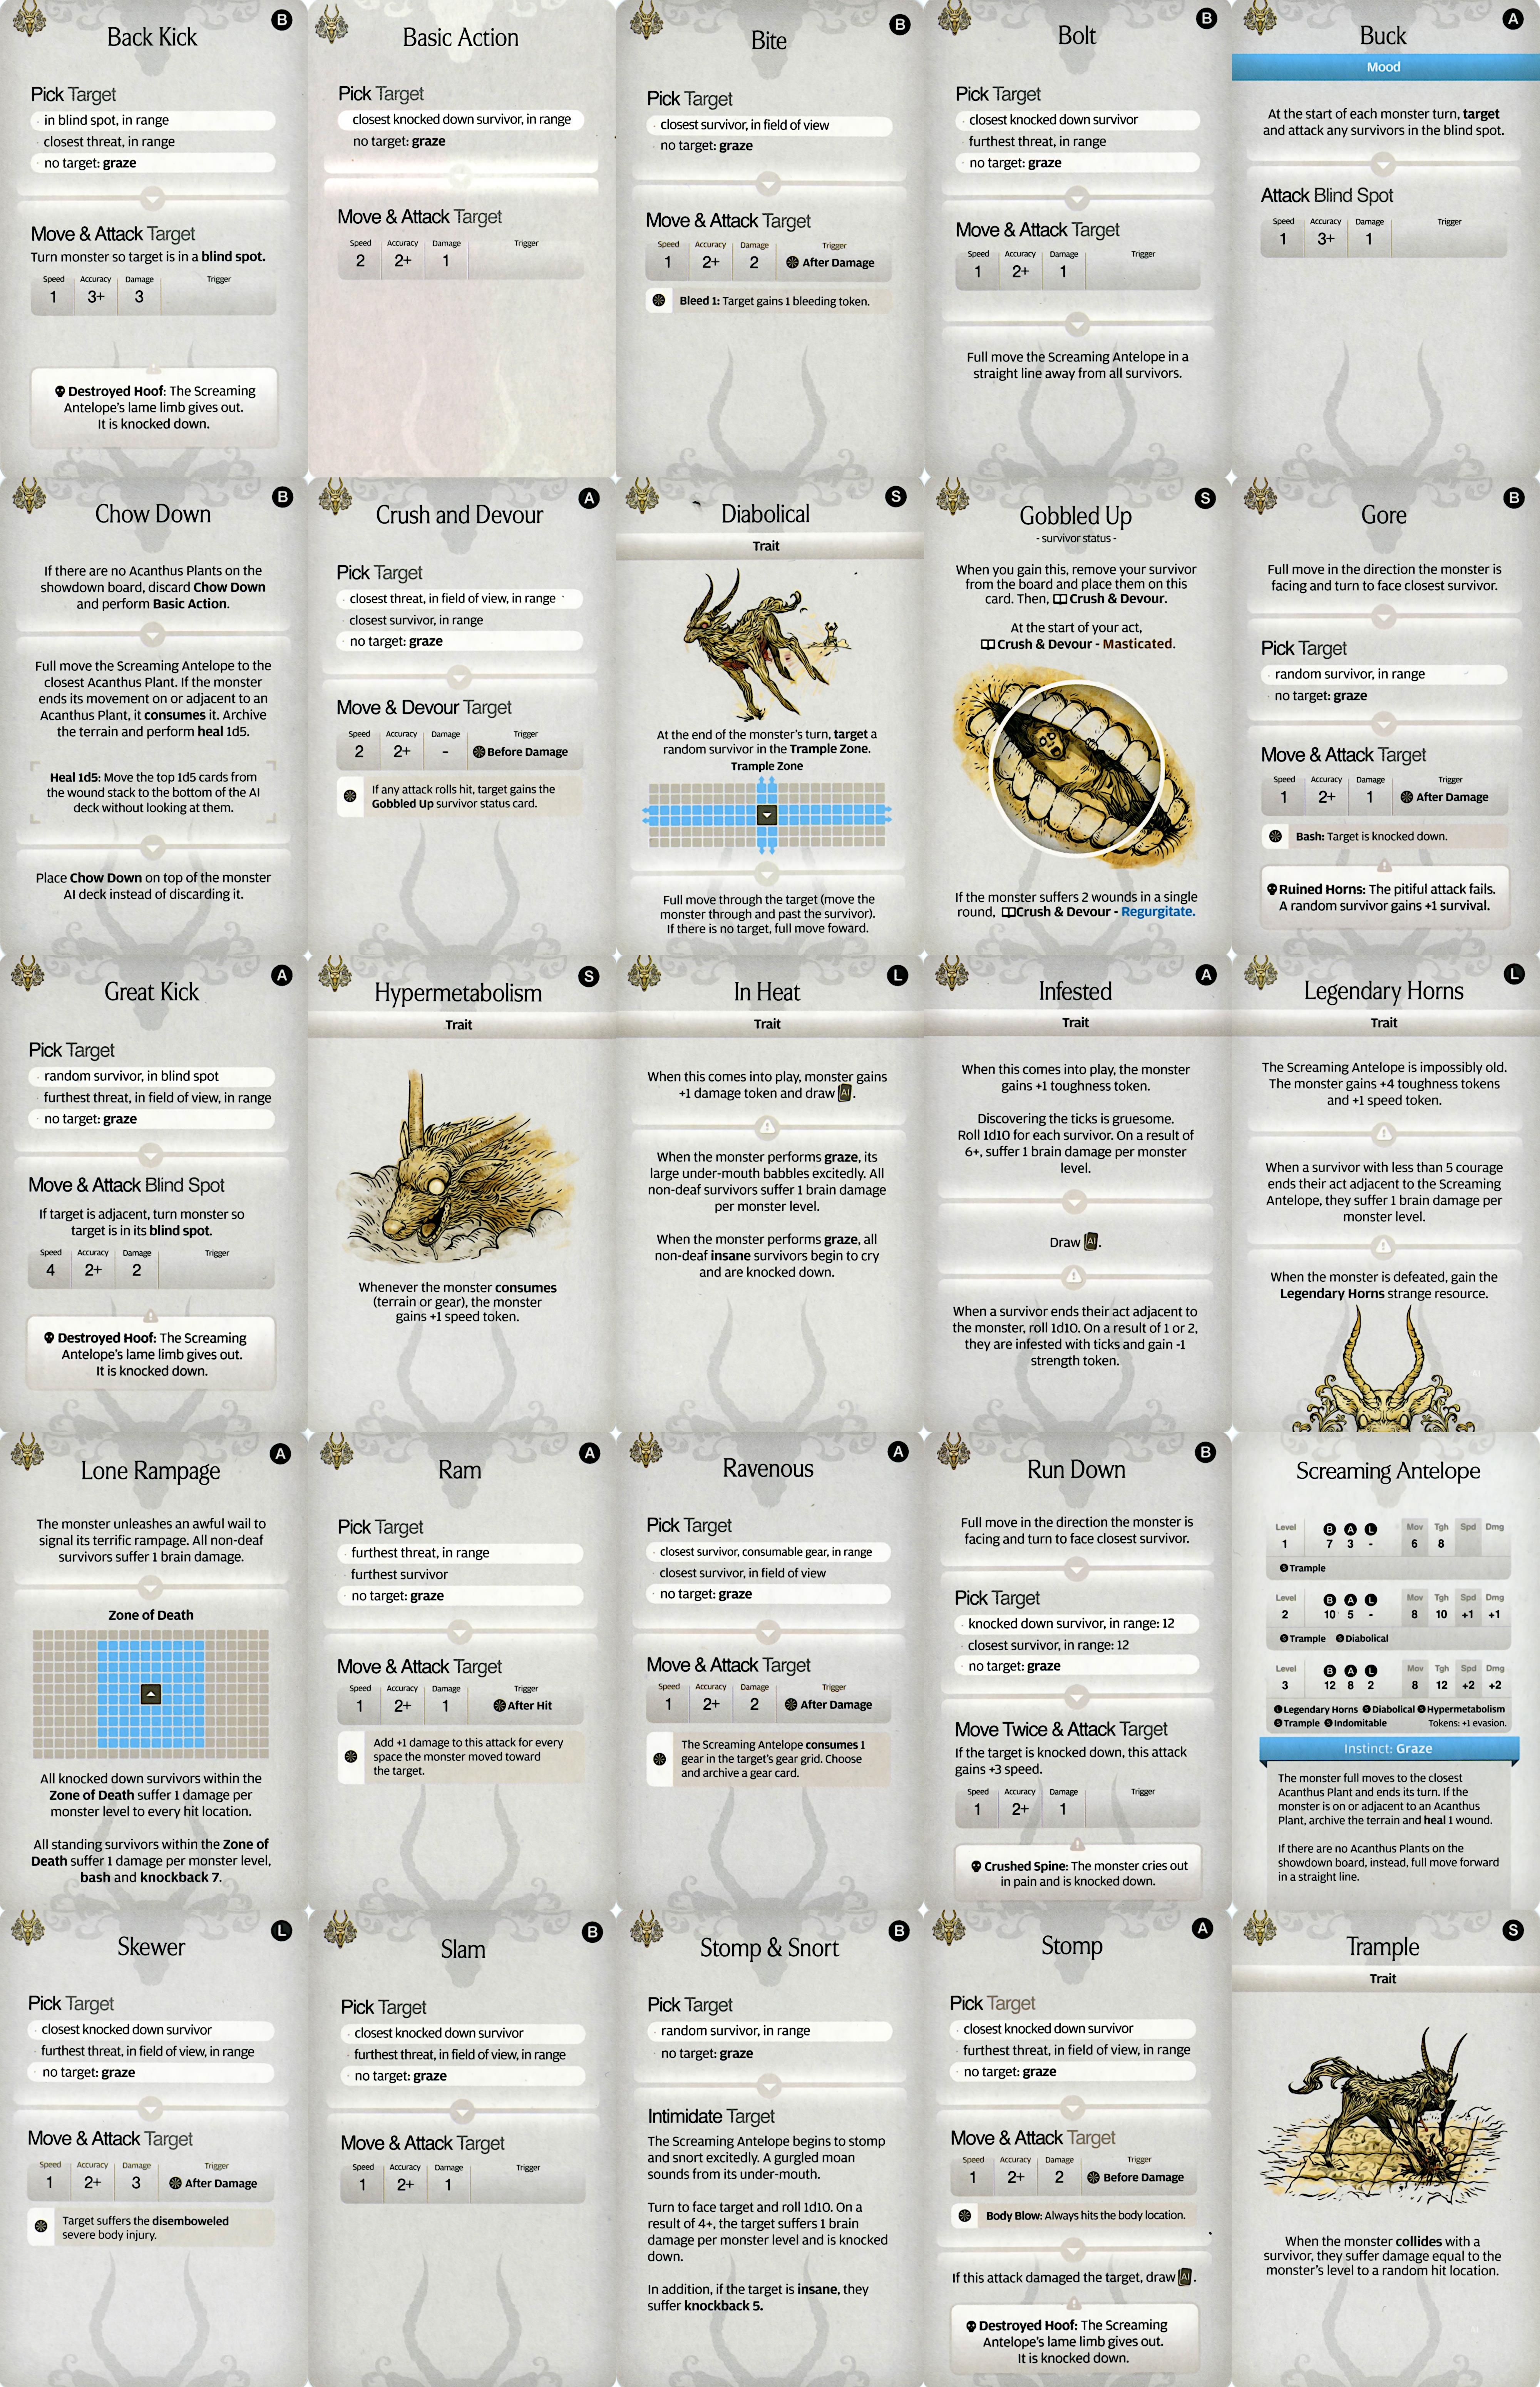 Back Kick
B
Pick Target
· in blind spot, in range
· closest threat, in range
· no target: graze
Move & Attack Target
Turn monster so target is in a blind spot.
Speed Accuracy Damage Trigger
1 3+ 3
Destroyed Hoof: The Screaming
Antelope's lame limb gives out.
It is knocked down.
Basic Action
Pick Target
closest knocked down survivor, in range
no target: graze
Move & Attack Target
Speed Accuracy Damage Trigger
2 2+ 1
Bite
B
Pick Target
· closest survivor, in field of view
· no target: graze
Move & Attack Target
Speed Accuracy Damage Trigger
1 2+ 2 After Damage
Bleed 1: Target gains 1 bleeding token.
Bolt
B
Pick Target
· closest knocked down survivor
· furthest threat, in range
· no target: graze
Move & Attack Target
Speed Accuracy Damage Trigger
1 2+ 1
Full move the Screaming Antelope in a
straight line away from all survivors.
Buck
A
Mood
At the start of each monster turn, target
and attack any survivors in the blind spot.
Attack Blind Spot
Speed Accuracy Damage Trigger
1 3+ 1
Chow Down
B
If there are no Acanthus Plants on the
showdown board, discard Chow Down
and perform Basic Action.
Full move the Screaming Antelope to the
closest Acanthus Plant. If the monster
ends its movement on or adjacent to an
Acanthus Plant, it consumes it. Archive
the terrain and perform heal 1d5.
Heal 1d5: Move the top 1d5 cards from
the wound stack to the bottom of the AI
deck without looking at them.
Place Chow Down on top of the monster
AI deck instead of discarding it.
Crush and Devour
A
Pick Target
· closest threat, in field of view, in range
· closest survivor, in range
· no target: graze
Move & Devour Target
Speed Accuracy Damage Trigger
2 2+ - Before Damage
If any attack rolls hit, target gains the
Gobbled Up survivor status card.
Diabolical
S
Trait
At the end of the monster's turn, target a
random survivor in the Trample Zone.
Trample Zone
Full move through the target (move the
monster through and past the survivor).
If there is no target, full move foward.
Gobbled Up
S
- survivor status -
When you gain this, remove your survivor
from the board and place them on this
card. Then, Crush & Devour.
At the start of your act,
Crush & Devour - Masticated.
If the monster suffers 2 wounds in a single
round, Crush & Devour - Regurgitate.
Gore
B
Full move in the direction the monster is
facing and turn to face closest survivor.
Pick Target
· random survivor, in range
· no target: graze
Move & Attack Target
Speed Accuracy Damage Trigger
1 2+ 1 After Damage
Bash: Target is knocked down.
Ruined Horns: The pitiful attack fails.
A random survivor gains +1 survival.
Great Kick
A
Pick Target
· random survivor, in blind spot
· furthest threat, in field of view, in range
· no target: graze
Move & Attack Blind Spot
If target is adjacent, turn monster so
target is in its blind spot.
Speed Accuracy Damage Trigger
4 2+ 2
Destroyed Hoof: The Screaming
Antelope's lame limb gives out.
It is knocked down.
Hypermetabolism
S
Trait
Whenever the monster consumes
(terrain or gear), the monster
gains +1 speed token.
In Heat
L
Trait
When this comes into play, monster gains
+1 damage token and draw AI.
When the monster performs graze, its
large under-mouth babbles excitedly. All
non-deaf survivors suffer 1 brain damage
per monster level.
When the monster performs graze, all
non-deaf insane survivors begin to cry
and are knocked down.
Infested
A
Trait
When this comes into play, the monster
gains +1 toughness token.
Discovering the ticks is gruesome.
Roll 1d10 for each survivor. On a result of
6+, suffer 1 brain damage per monster
level.
Draw AI.
When a survivor ends their act adjacent to
the monster, roll 1d10. On a result of 1 or 2,
they are infested with ticks and gain -1
strength token.
Legendary Horns
L
Trait
The Screaming Antelope is impossibly old.
The monster gains +4 toughness tokens
and +1 speed token.
When a survivor with less than 5 courage
ends their act adjacent to the Screaming
Antelope, they suffer 1 brain damage per
monster level.
When the monster is defeated, gain the
Legendary Horns strange resource.
Lone Rampage
A
The monster unleashes an awful wail to
signal its terrific rampage. All non-deaf
survivors suffer 1 brain damage.
Zone of Death
All knocked down survivors within the
Zone of Death suffer 1 damage per
monster level to every hit location.
All standing survivors within the Zone of
Death suffer 1 damage per monster level,
bash and knockback 7.
Ram
A
Pick Target
· furthest threat, in range
· furthest survivor
· no target: graze
Move & Attack Target
Speed Accuracy Damage Trigger
1 2+ 1 After Hit
Add +1 damage to this attack for every
space the monster moved toward
the target.
Ravenous
A
Pick Target
· closest survivor, consumable gear, in range
· closest survivor, in field of view
· no target: graze
Move & Attack Target
Speed Accuracy Damage Trigger
1 2+ 2 After Damage
The Screaming Antelope consumes 1
gear in the target's gear grid. Choose
and archive a gear card.
Run Down
B
Full move in the direction the monster is
facing and turn to face closest survivor.
Pick Target
· knocked down survivor, in range: 12
· closest survivor, in range: 12
· no target: graze
Move Twice & Attack Target
If the target is knocked down, this attack
gains +3 speed.
Speed Accuracy Damage Trigger
1 2+ 1
Crushed Spine: The monster cries out
in pain and is knocked down.
Screaming Antelope
Level B A L Mov Tgh Spd Dmg
1 7 3 - 6 8
S Trample
Level B A L Mov Tgh Spd Dmg
2 10 5 - 8 10 +1 +1
S Trample S Diabolical
Level B A L Mov Tgh Spd Dmg
3 12 8 2 8 12 +2 +2
L Legendary Horns S Diabolical S Hypermetabolism
S Trample S Indomitable Tokens: +1 evasion.
Instinct: Graze
The monster full moves to the closest
Acanthus Plant and ends its turn. If the
monster is on or adjacent to an Acanthus
Plant, archive the terrain and heal 1 wound.
If there are no Acanthus Plants on the
showdown board, instead, full move forward
in a straight line.
Skewer
L
Pick Target
· closest knocked down survivor
· furthest threat, in field of view, in range
· no target: graze
Move & Attack Target
Speed Accuracy Damage Trigger
1 2+ 3 After Damage
Target suffers the disemboweled
severe body injury.
Slam
B
Pick Target
· closest knocked down survivor
· furthest threat, in field of view, in range
· no target: graze
Move & Attack Target
Speed Accuracy Damage Trigger
1 2+ 1
Stomp & Snort
B
Pick Target
· random survivor, in range
· no target: graze
Intimidate Target
The Screaming Antelope begins to stomp
and snort excitedly. A gurgled moan
sounds from its under-mouth.
Turn to face target and roll 1d10. On a
result of 4+, the target suffers 1 brain
damage per monster level and is knocked
down.
In addition, if the target is insane, they
suffer knockback 5.
Stomp
A
Pick Target
· closest knocked down survivor
· furthest threat, in field of view, in range
· no target: graze
Move & Attack Target
Speed Accuracy Damage Trigger
1 2+ 2 Before Damage
Body Blow: Always hits the body location.
If this attack damaged the target, draw AI.
Destroyed Hoof: The Screaming
Antelope's lame limb gives out.
It is knocked down.
Trample
S
Trait
When the monster collides with a
survivor, they suffer damage equal to the
monster's level to a random hit location.